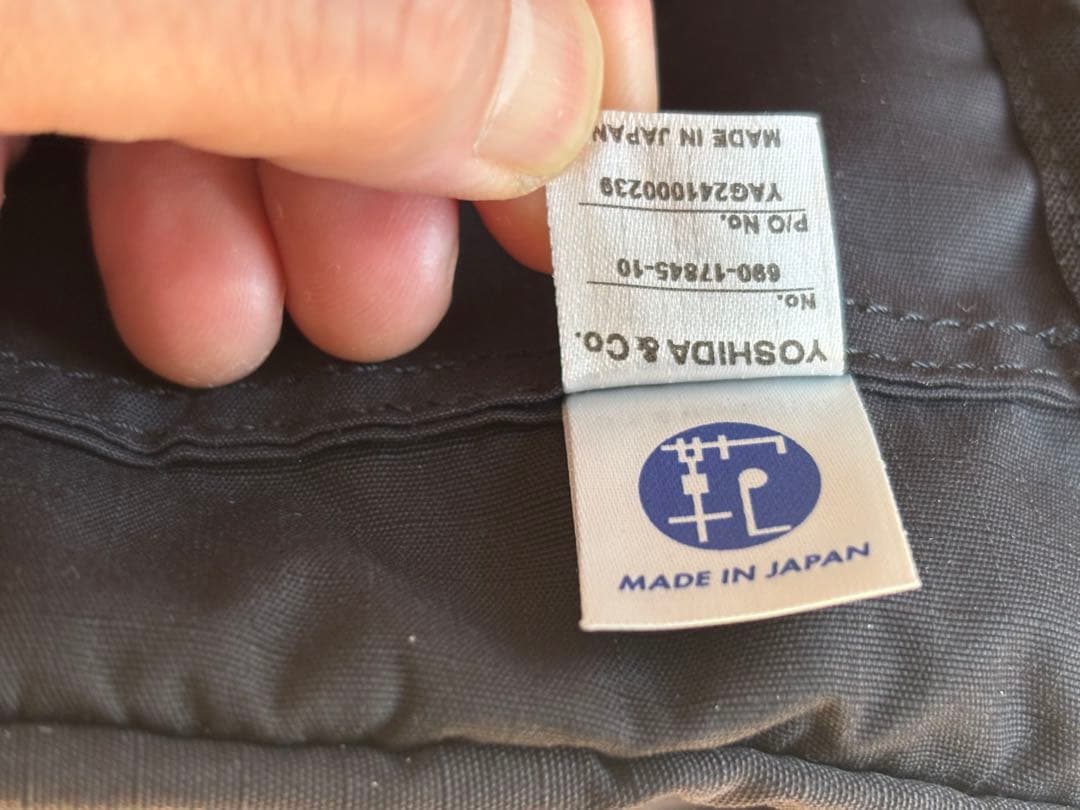 YOSHIDA & Co.
No.
690-17845-10
P/O No.
YAG241000239
MADE IN JAPAN
MADE IN JAPAN